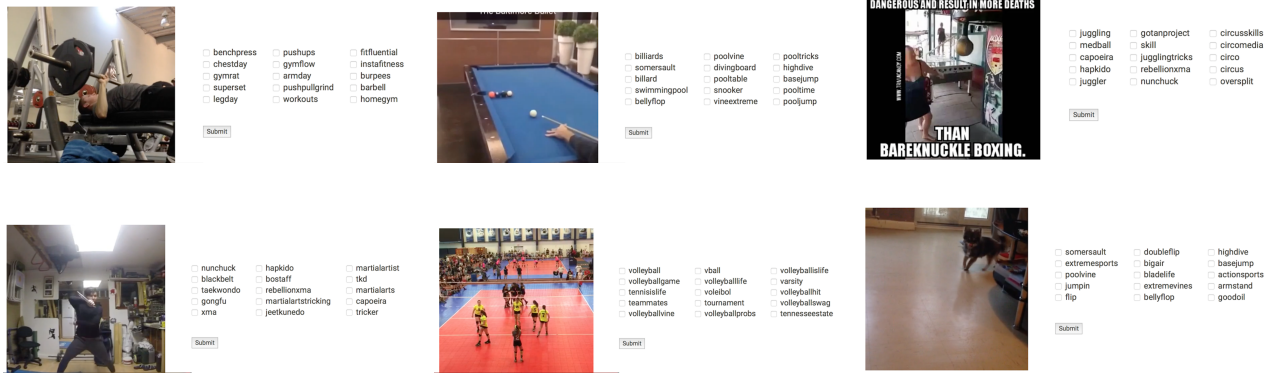 benchpress pushups fitfluential
chestday gymflow instafitness
gymrat armday burpees
superset pushpullgrind barbell
legday workouts homegym
Submit
The Baltimore Bullet
billiards poolvine pooltricks
somersault divingboard highdive
billard pooltable basejump
swimmingpool snooker pooltime
bellyflop vineextreme pooljump
Submit
DANGEROUS AND RESULT IN MORE DEATHS
THAN
BAREKNUCKLE BOXING.
juggling gotanproject circusskills
medball skill circomedia
capoeira jugglingtricks circo
hapkido rebellionxma circus
juggler nunchuck oversplit
Submit
nunchuck hapkido martialartist
blackbelt bostaff tkd
taekwondo rebellionxma martialarts
gongfu martialartstricking capoeira
xma jeetkunedo tricker
Submit
volleyball vball volleyballislife
volleyballgame volleyballlife varsity
tennisislife voleibol volleyballhit
teammates tournament volleyballswag
volleyballvine volleyballprobs tennesseestate
Submit
somersault doubleflip highdive
extremesports bigair basejump
poolvine bladelife actionsports
jumpin extremevines armstand
flip bellyflop goodoil
Submit